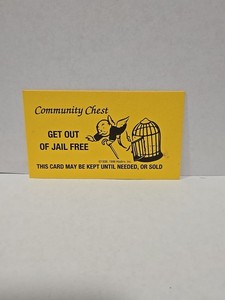 Community Chest
GET OUT
OF JAIL FREE
THIS CARD MAY BE KEPT UNTIL NEEDED, OR SOLD